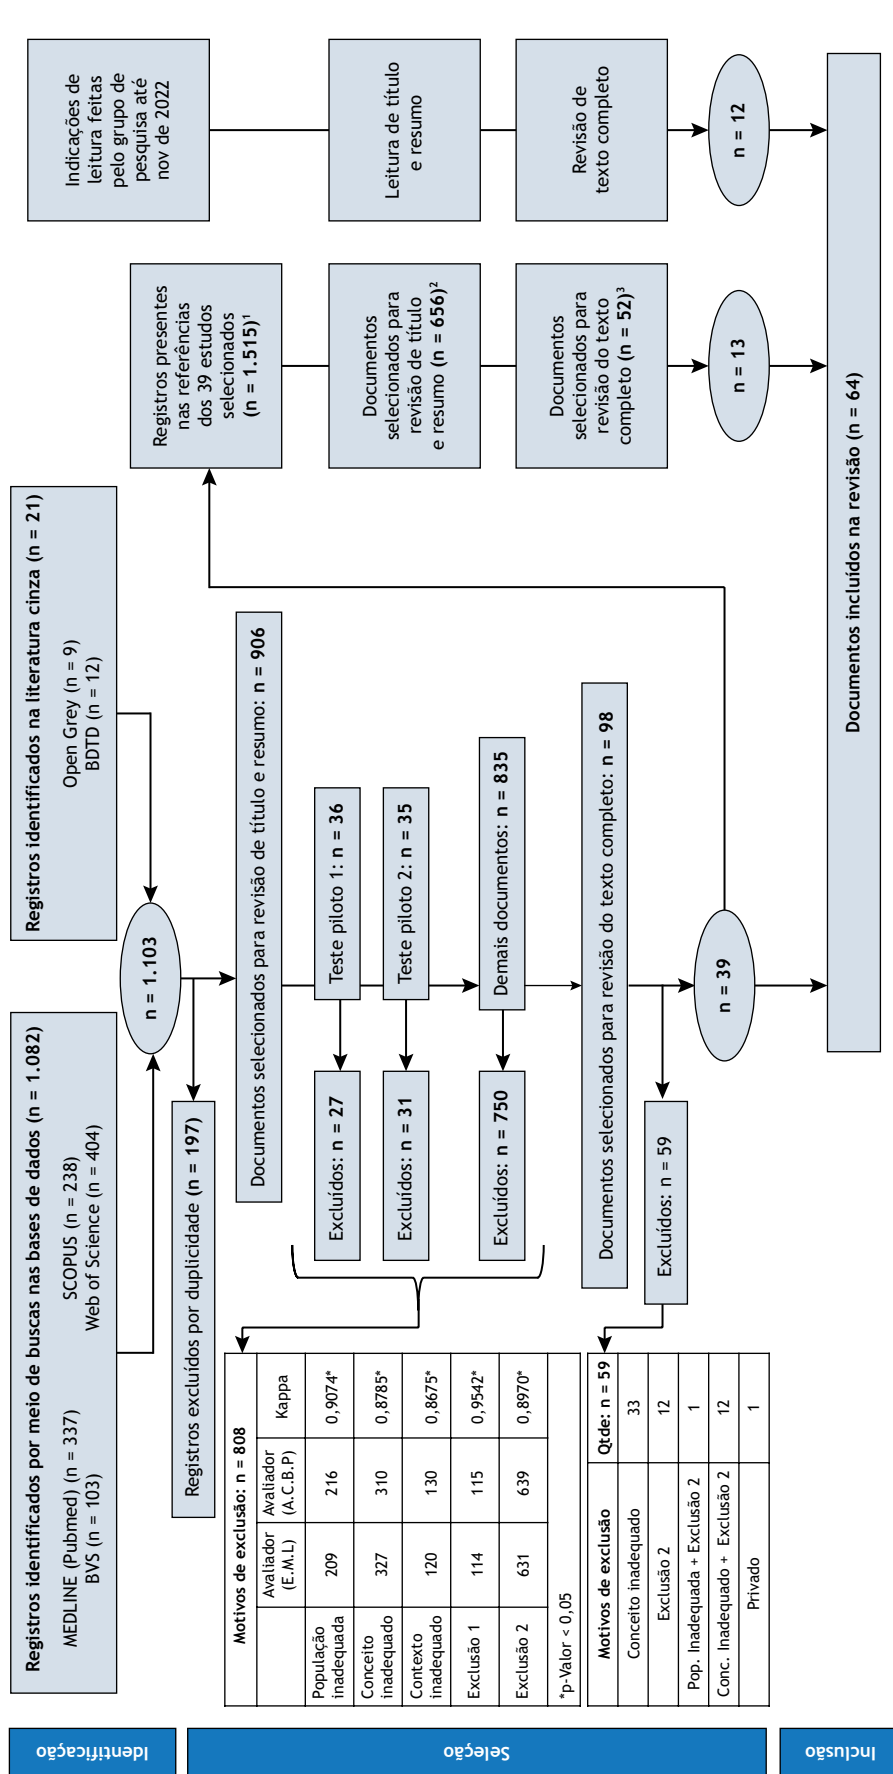 Identificação
Registros identificados por meio de buscas nas bases de dados (n = 1.082)
MEDLINE (Pubmed) (n = 337)
BVS (n = 103)
SCOPUS (n = 238)
Web of Science (n = 404)
Registros identificados na literatura cinza (n = 21)
Open Grey (n = 9)
BDTD (n = 12)
n = 1.103
Seleção
Registros excluídos por duplicidade (n = 197)
Documentos selecionados para revisão de título e resumo: n = 906
Teste piloto 1: n = 36
Excluídos: n = 27
Teste piloto 2: n = 35
Excluídos: n = 31
Demais documentos: n = 835
Excluídos: n = 750
Motivos de exclusão: n = 808
Avaliador
(E.M.L)
Avaliador
(A.C.B.P)
Kappa
População
inadequada
209
216
0,9074*
Conceito
inadequado
327
310
0,8785*
Contexto
inadequado
120
130
0,8675*
Exclusão 1
114
115
0,9542*
Exclusão 2
631
639
0,8970*
*p-Valor < 0,05
Documentos selecionados para revisão do texto completo: n = 98
Excluídos: n = 59
Motivos de exclusão
Qtde: n = 59
Conceito inadequado
33
Exclusão 2
12
Pop. Inadequada + Exclusão 2
1
Conc. Inadequado + Exclusão 2
12
Privado
1
n = 39
Registros presentes
nas referências
dos 39 estudos
selecionados
(n = 1.515)¹
Documentos
selecionados para
revisão de título
e resumo (n = 656)²
Documentos
selecionados para
revisão do texto
completo (n = 52)³
n = 13
Indicações de
leitura feitas
pelo grupo de
pesquisa até
nov de 2022
Leitura de título
e resumo
Revisão de
texto completo
n = 12
Inclusão
Documentos incluídos na revisão (n = 64)